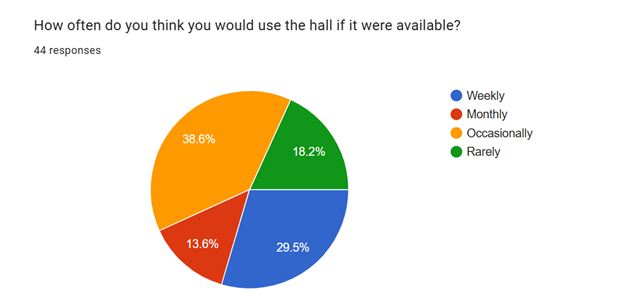 How often do you think you would use the hall if it were available?
44 responses
Weekly
Monthly
Occasionally
Rarely
38.6%
18.2%
13.6%
29.5%